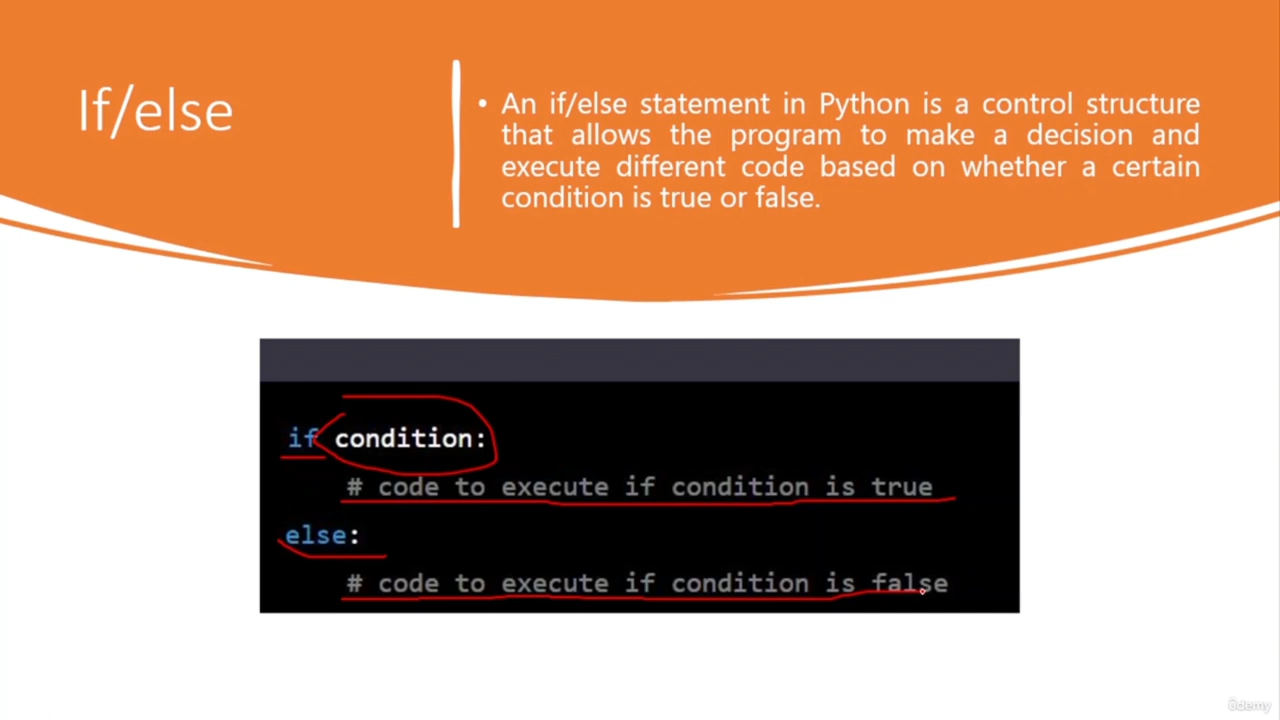 If/else
• An if/else statement in Python is a control structure
that allows the program to make a decision and
execute different code based on whether a certain
condition is true or false.
if condition:
# code to execute if condition is true
else:
# code to execute if condition is false
ûdemy